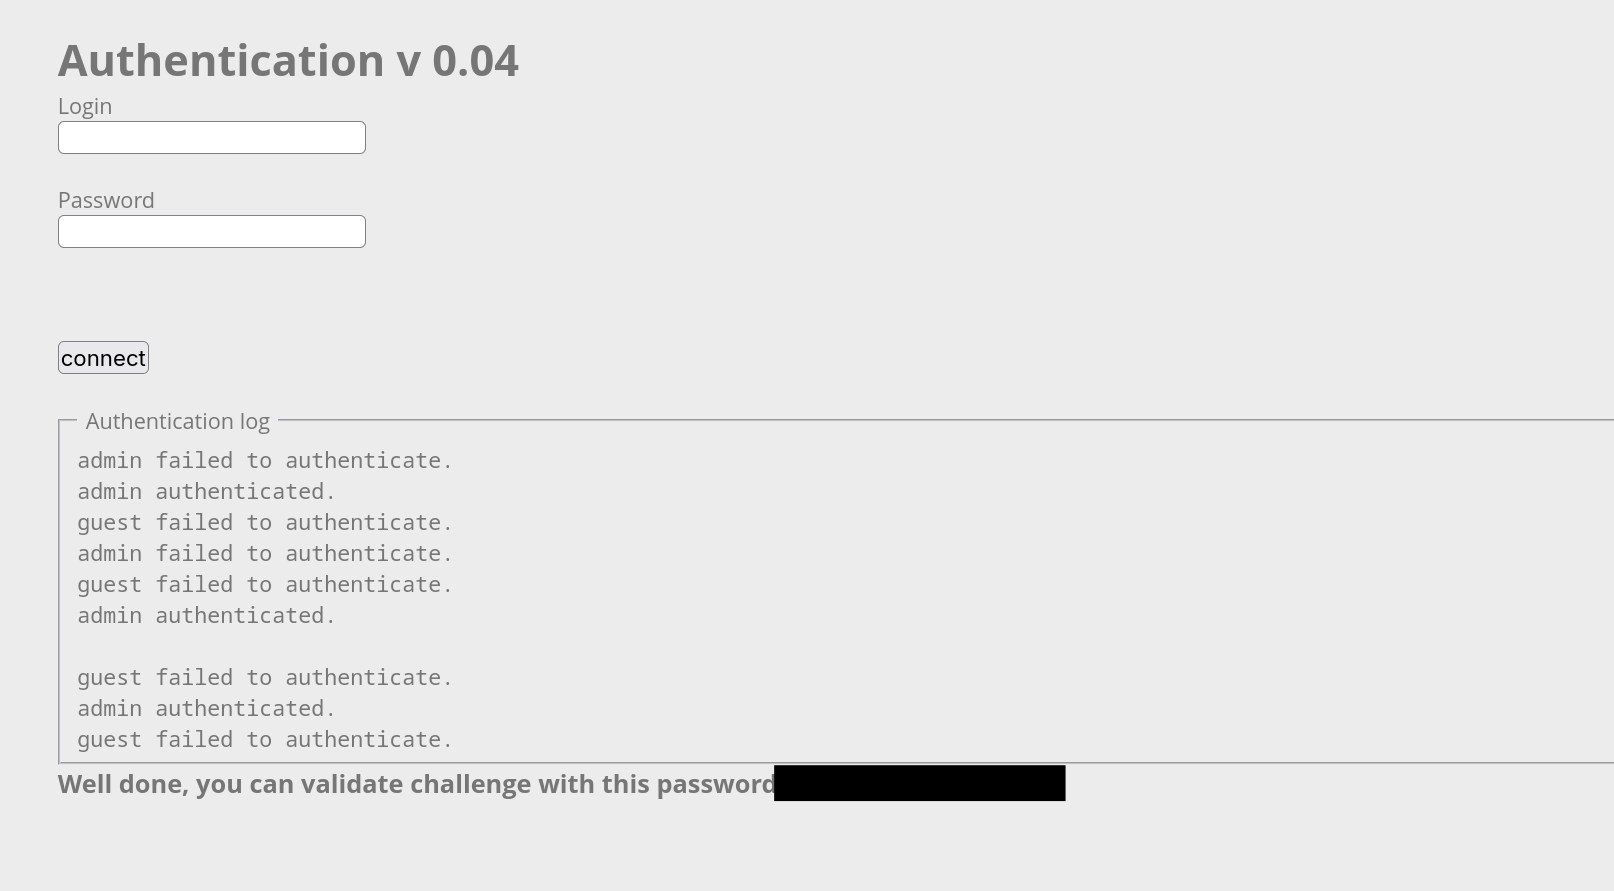 Authentication v 0.04
Login
Password
connect
Authentication log
admin failed to authenticate.
admin authenticated.
guest failed to authenticate.
admin failed to authenticate.
guest failed to authenticate.
admin authenticated.
guest failed to authenticate.
admin authenticated.
guest failed to authenticate.
Well done, you can validate challenge with this password